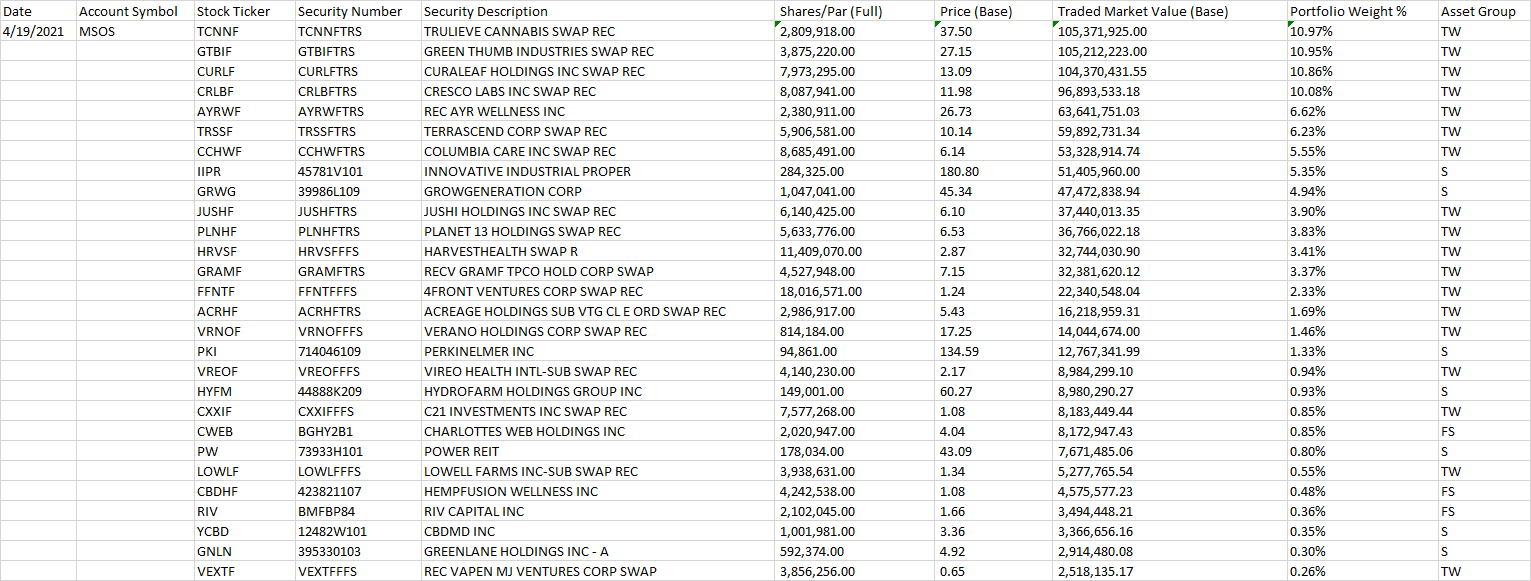 Date Account Symbol Stock Ticker Security Number Security Description Shares/Par (Full) Price (Base) Traded Market Value (Base) Portfolio Weight % Asset Group
4/19/2021 MSOS TCNNF TCNNFTRS TRULIEVE CANNABIS SWAP REC 2,809,918.00 37.50 105,371,925.00 10.97% TW
GTBIF GTBIFTRS GREEN THUMB INDUSTRIES SWAP REC 3,875,220.00 27.15 105,212,223.00 10.95% TW
CURLF CURLFTRS CURALEAF HOLDINGS INC SWAP REC 7,973,295.00 13.09 104,370,431.55 10.86% TW
CRLBF CRLBFTRS CRESCO LABS INC SWAP REC 8,087,941.00 11.98 96,893,533.18 10.08% TW
AYRWF AYRWFTRS REC AYR WELLNESS INC 2,380,911.00 26.73 63,641,751.03 6.62% TW
TRSSF TRSSFTRS TERRASCEND CORP SWAP REC 5,906,581.00 10.14 59,892,731.34 6.23% TW
CCHWF CCHWFTRS COLUMBIA CARE INC SWAP REC 8,685,491.00 6.14 53,328,914.74 5.55% TW
IIPR 45781V101 INNOVATIVE INDUSTRIAL PROPER 284,325.00 180.80 51,405,960.00 5.35% S
GRWG 39986L109 GROWGENERATION CORP 1,047,041.00 45.34 47,472,838.94 4.94% S
JUSHF JUSHFTRS JUSHI HOLDINGS INC SWAP REC 6,140,425.00 6.10 37,440,013.35 3.90% TW
PLNHF PLNHFTRS PLANET 13 HOLDINGS SWAP REC 5,633,776.00 6.53 36,766,022.18 3.83% TW
HRVSF HRVSFFFS HARVESTHEALTH SWAP R 11,409,070.00 2.87 32,744,030.90 3.41% TW
GRAMF GRAMFTRS RECV GRAMF TPCO HOLD CORP SWAP 4,527,948.00 7.15 32,381,620.12 3.37% TW
FFNTF FFNTFFFS 4FRONT VENTURES CORP SWAP REC 18,016,571.00 1.24 22,340,548.04 2.33% TW
ACRHF ACRHFTRS ACREAGE HOLDINGS SUB VTG CL E ORD SWAP REC 2,986,917.00 5.43 16,218,959.31 1.69% TW
VRNOF VRNOFFFS VERANO HOLDINGS CORP SWAP REC 814,184.00 17.25 14,044,674.00 1.46% TW
PKI 714046109 PERKINELMER INC 94,861.00 134.59 12,767,341.99 1.33% S
VREOF VREOFFFS VIREO HEALTH INTL-SUB SWAP REC 4,140,230.00 2.17 8,984,299.10 0.94% TW
HYFM 44888K209 HYDROFARM HOLDINGS GROUP INC 149,001.00 60.27 8,980,290.27 0.93% S
CXXIF CXXIFFFS C21 INVESTMENTS INC SWAP REC 7,577,268.00 1.08 8,183,449.44 0.85% TW
CWEB BGHY2B1 CHARLOTTES WEB HOLDINGS INC 2,020,947.00 4.04 8,172,947.43 0.85% FS
PW 73933H101 POWER REIT 178,034.00 43.09 7,671,485.06 0.80% S
LOWLF LOWLFFFS LOWELL FARMS INC-SUB SWAP REC 3,938,631.00 1.34 5,277,765.54 0.55% TW
CBDHF 423821107 HEMPFUSION WELLNESS INC 4,242,538.00 1.08 4,575,577.23 0.48% FS
RIV BMFBP84 RIV CAPITAL INC 2,102,045.00 1.66 3,494,448.21 0.36% FS
YCBD 12482W101 CBDMD INC 1,001,981.00 3.36 3,366,656.16 0.35% S
GNLN 395330103 GREENLANE HOLDINGS INC - A 592,374.00 4.92 2,914,480.08 0.30% S
VEXTF VEXTFFFS REC VAPEN MJ VENTURES CORP SWAP 3,856,256.00 0.65 2,518,135.17 0.26% TW